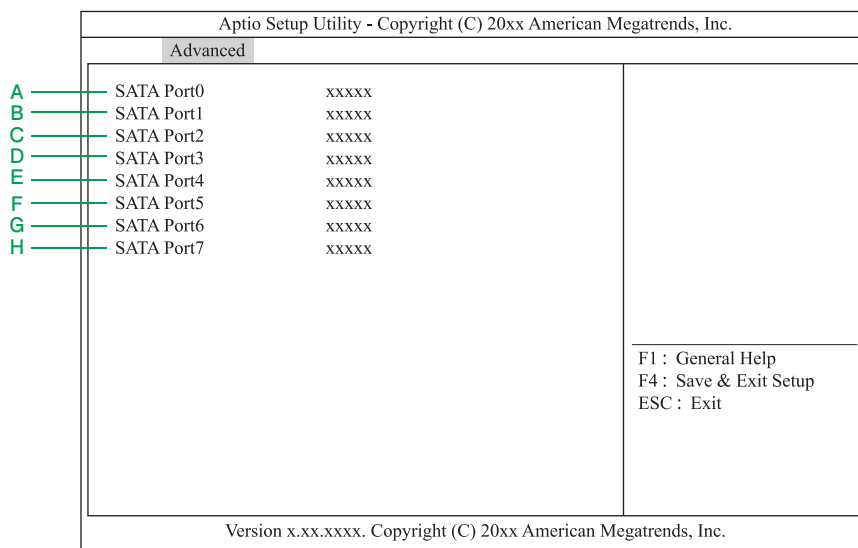 Aptio Setup Utility - Copyright (C) 20xx American Megatrends, Inc.
Advanced
A SATA Port0 xxxxx
B SATA Port1 xxxxx
C SATA Port2 xxxxx
D SATA Port3 xxxxx
E SATA Port4 xxxxx
F SATA Port5 xxxxx
G SATA Port6 xxxxx
H SATA Port7 xxxxx
F1 : General Help
F4 : Save & Exit Setup
ESC : Exit
Version x.xx.xxxx. Copyright (C) 20xx American Megatrends, Inc.